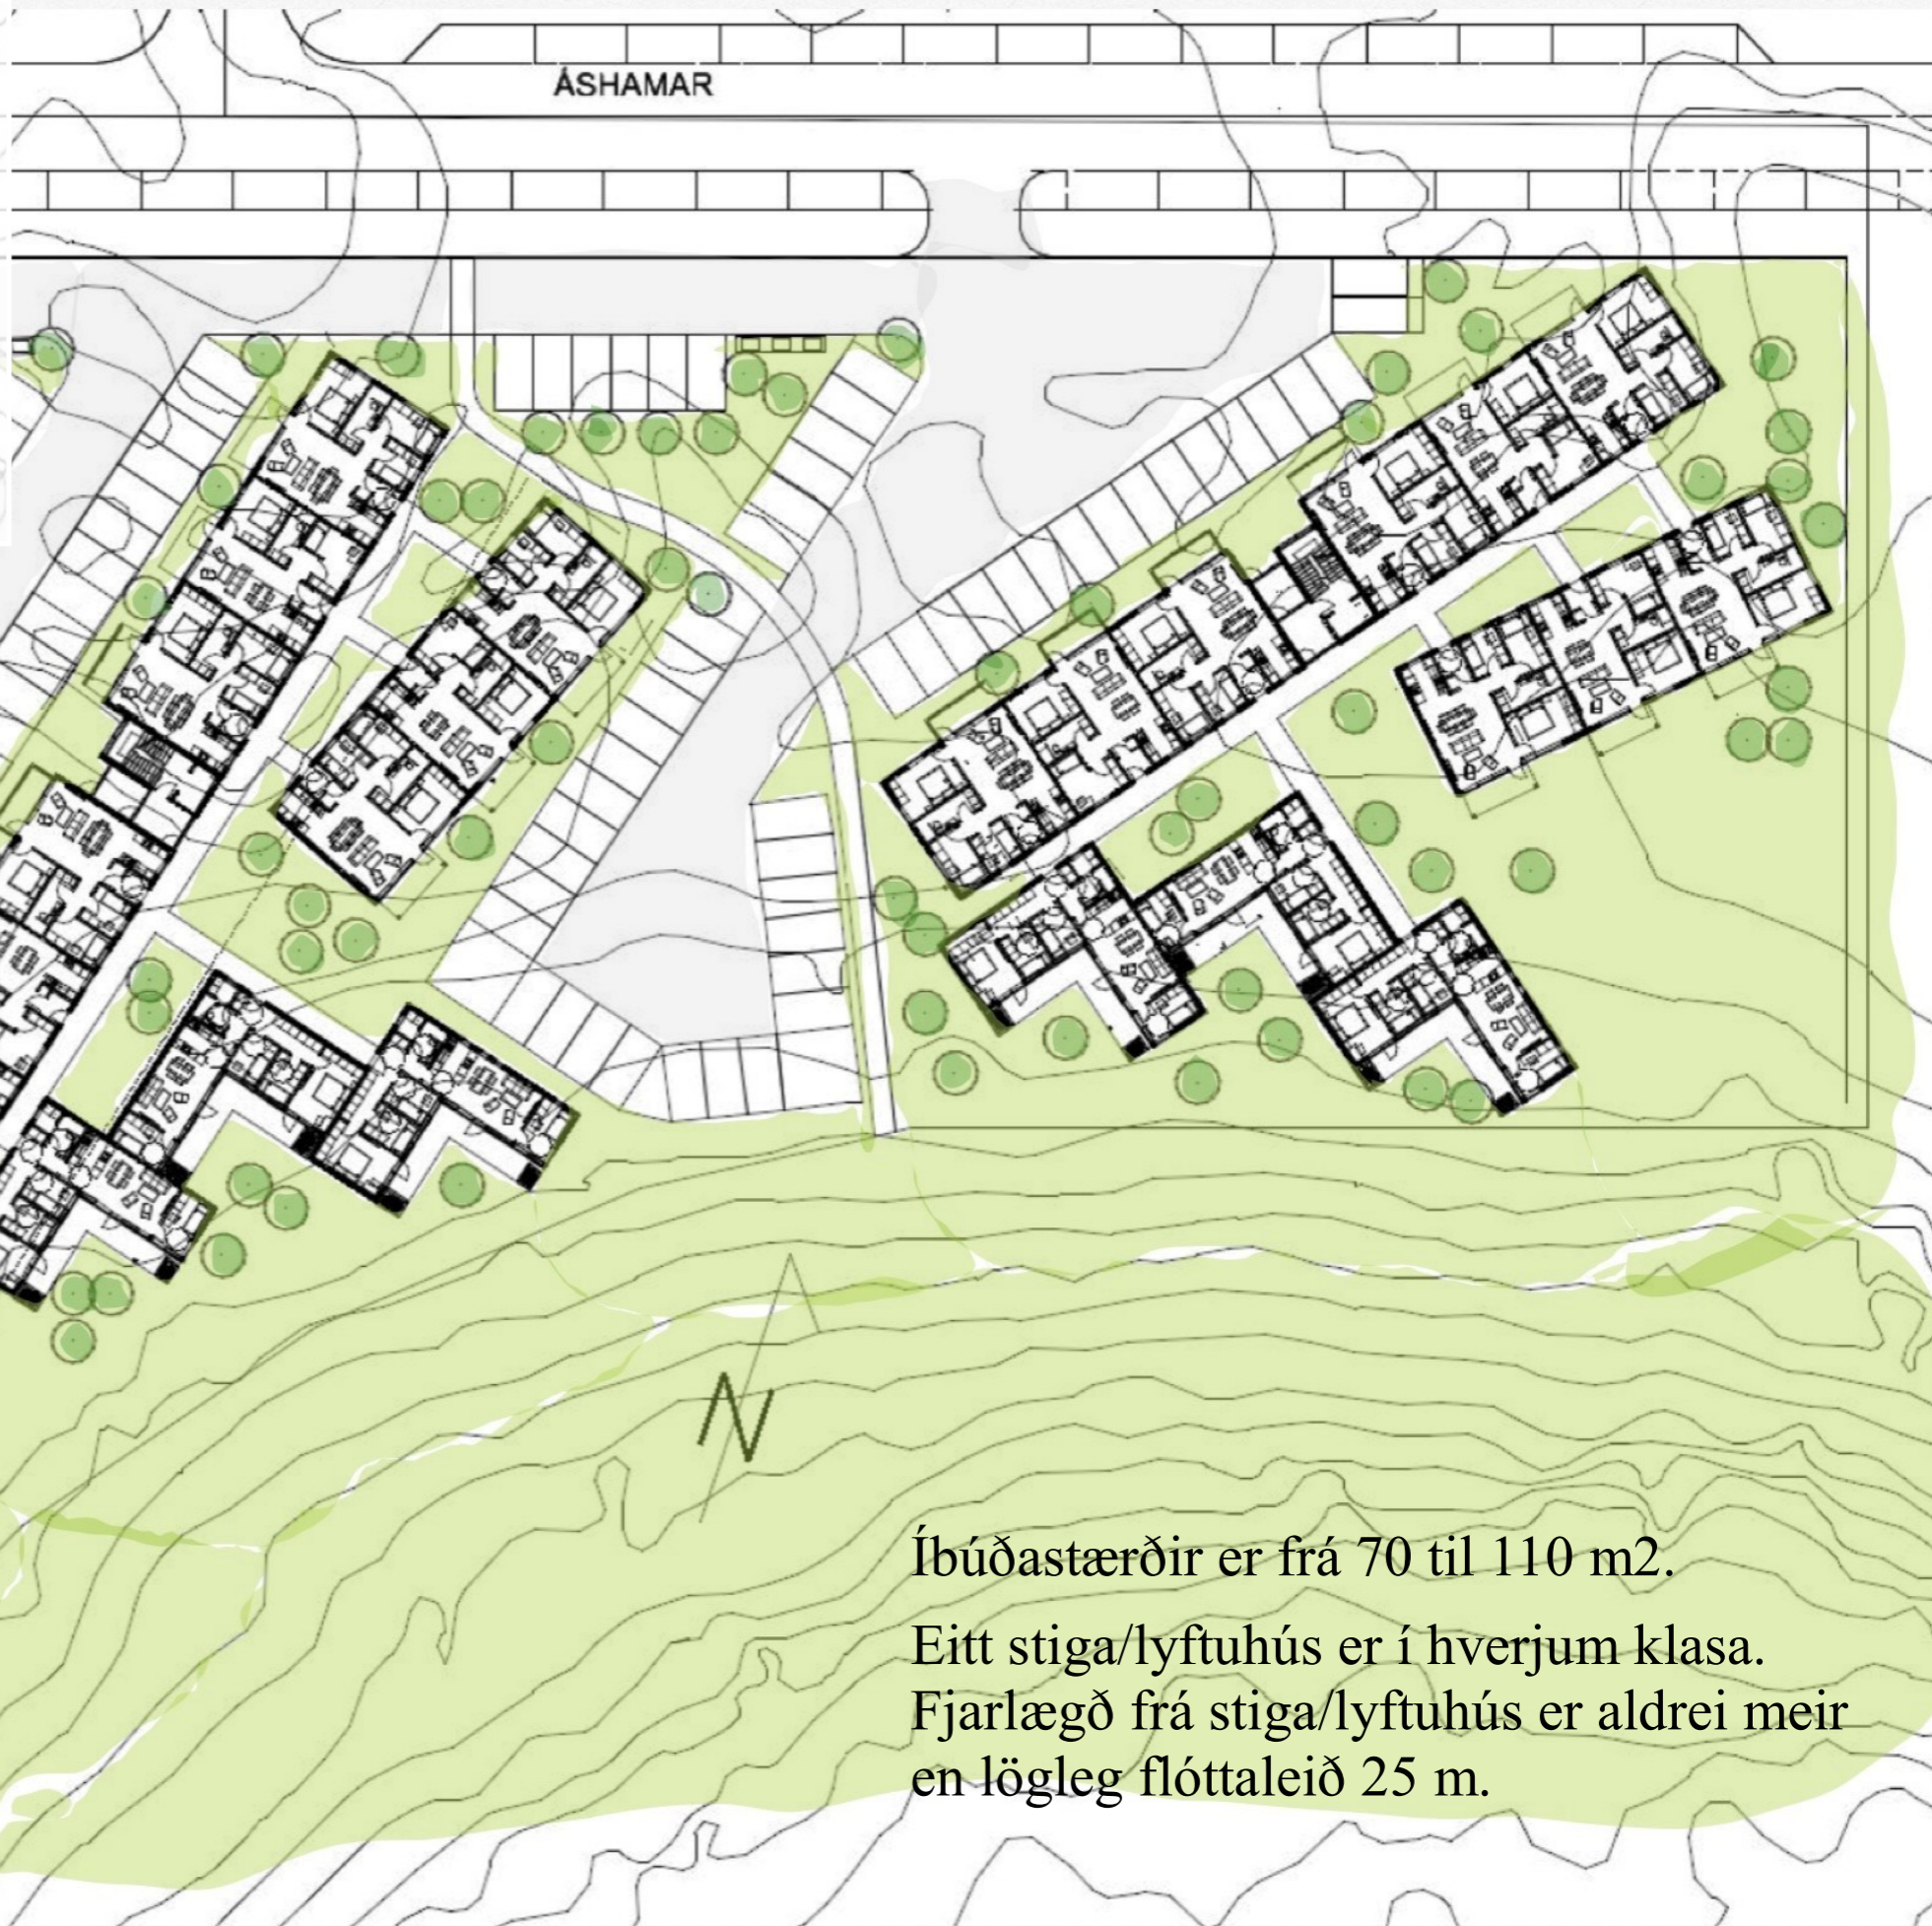 ÁSHAMAR
N
Íbúðastærðir er frá 70 til 110 m2.
Eitt stiga/lyftuhús er í hverjum klasa.
Fjarlægð frá stiga/lyftuhús er aldrei meir
en lögleg flóttaleið 25 m.